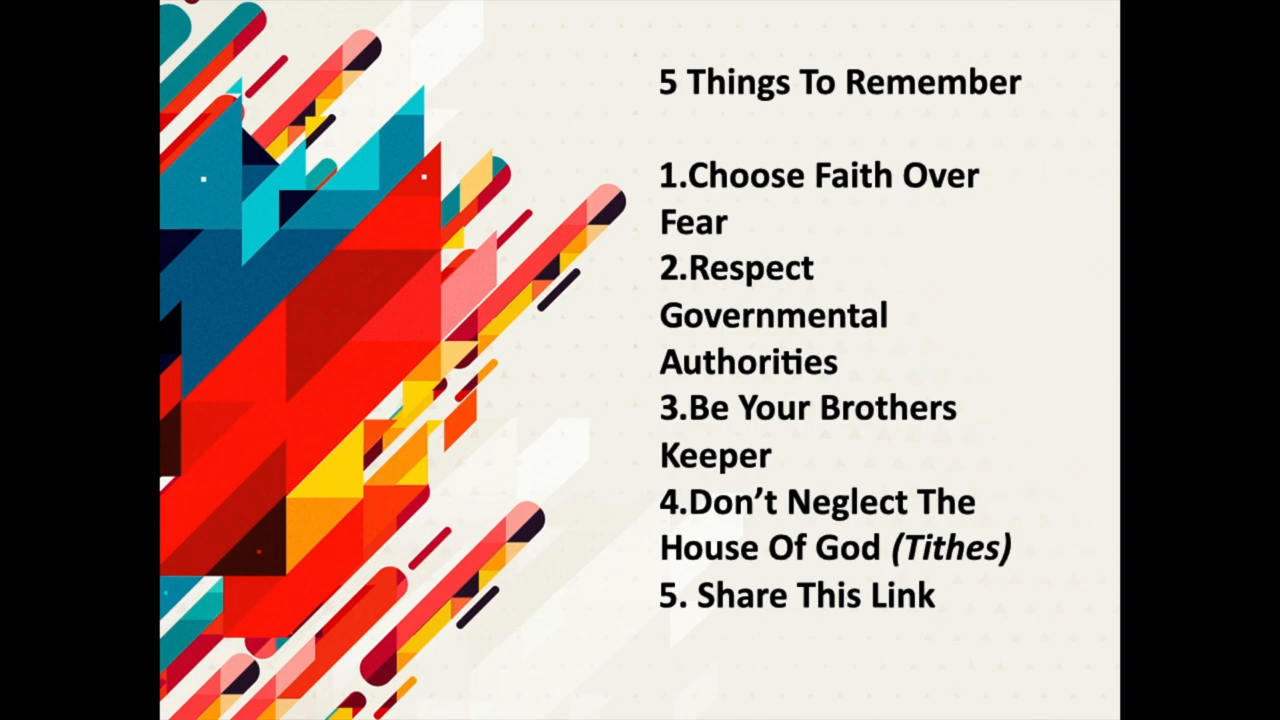 5 Things To Remember
1.Choose Faith Over
Fear
2.Respect
Governmental
Authorities
3.Be Your Brothers
Keeper
4.Don’t Neglect The
House Of God (Tithes)
5. Share This Link